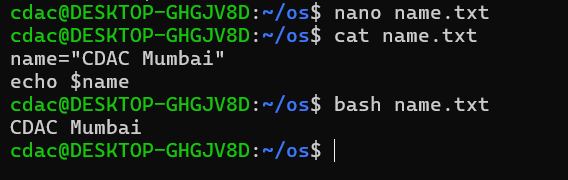 cdac@DESKTOP-GHGJV8D:~/os$ nano name.txt
cdac@DESKTOP-GHGJV8D:~/os$ cat name.txt
name="CDAC Mumbai"
echo $name
cdac@DESKTOP-GHGJV8D:~/os$ bash name.txt
CDAC Mumbai
cdac@DESKTOP-GHGJV8D:~/os$